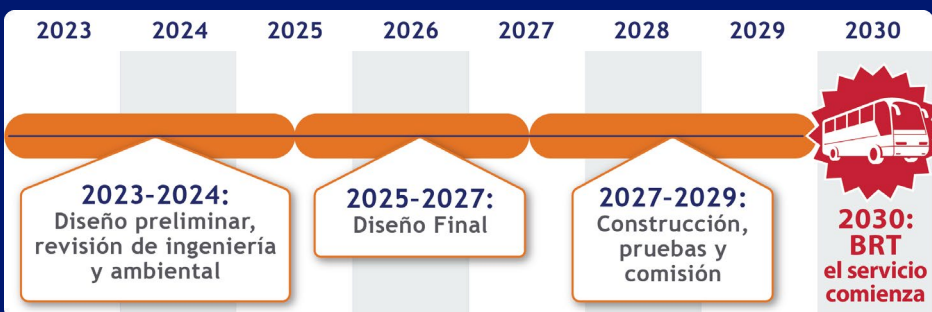 2023 2024 2025 2026 2027 2028 2029 2030
2023-2024:
Diseño preliminar,
revisión de ingeniería
y ambiental
2025-2027:
Diseño Final
2027-2029:
Construcción,
pruebas y
comisión
2030:
BRT
el servicio
comienza